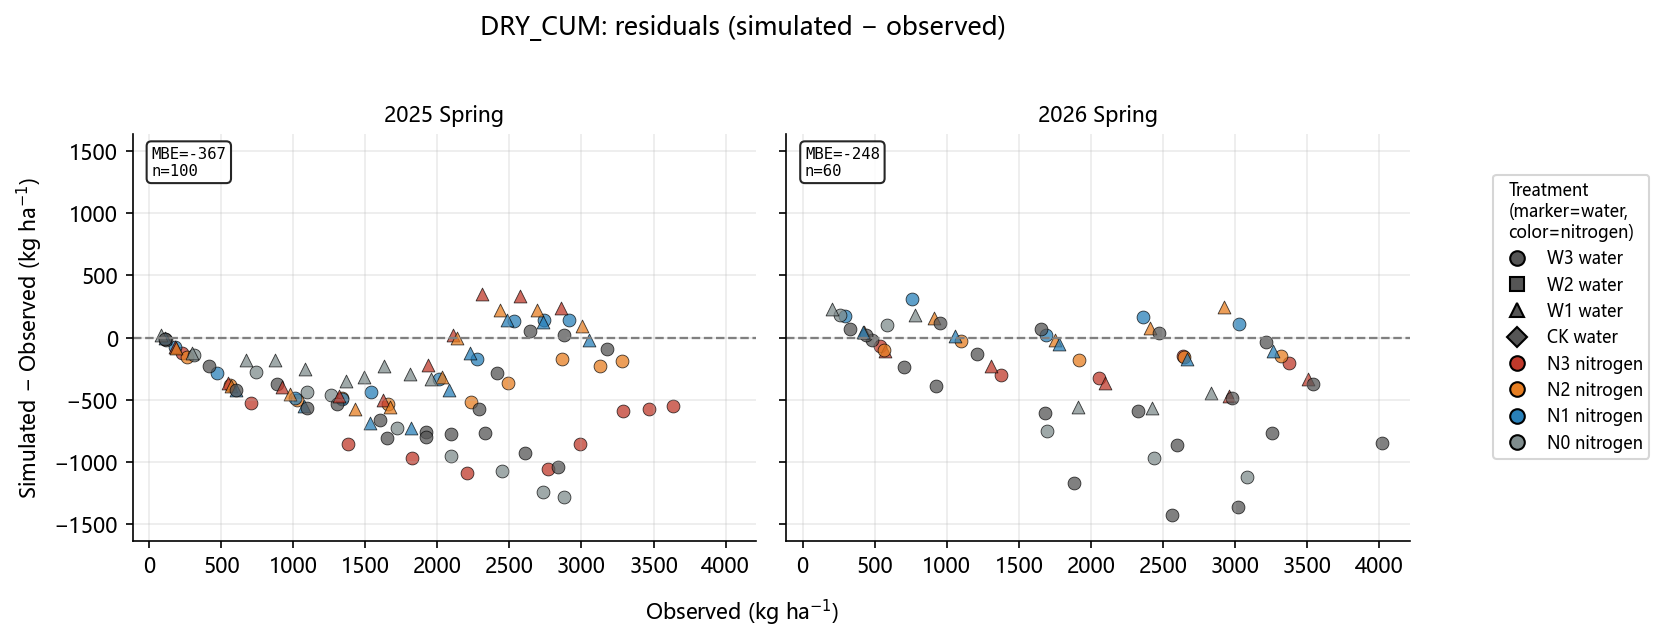 DRY_CUM: residuals (simulated − observed)
2025 Spring
2026 Spring
MBE=-367
n=100
MBE=-248
n=60
1500
1000
500
0
−500
−1000
−1500
Simulated − Observed (kg ha⁻¹)
0 500 1000 1500 2000 2500 3000 3500 4000
0 500 1000 1500 2000 2500 3000 3500 4000
Observed (kg ha⁻¹)
Treatment
(marker=water,
color=nitrogen)
W3 water
W2 water
W1 water
CK water
N3 nitrogen
N2 nitrogen
N1 nitrogen
N0 nitrogen